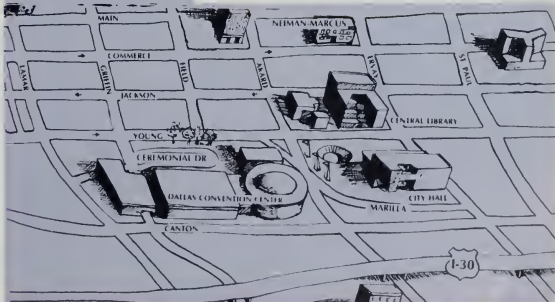 MAIN
NEIMAN-MARCUS
COMMERCE
LAMAR
GRIFFIN
FIELD
AKARD
ERVAY
ST. PAUL
JACKSON
CENTRAL LIBRARY
YOUNG
CEREMONIAL DR
DALLAS CONVENTION CENTER
CITY HALL
MARILLA
CANTON
I-30